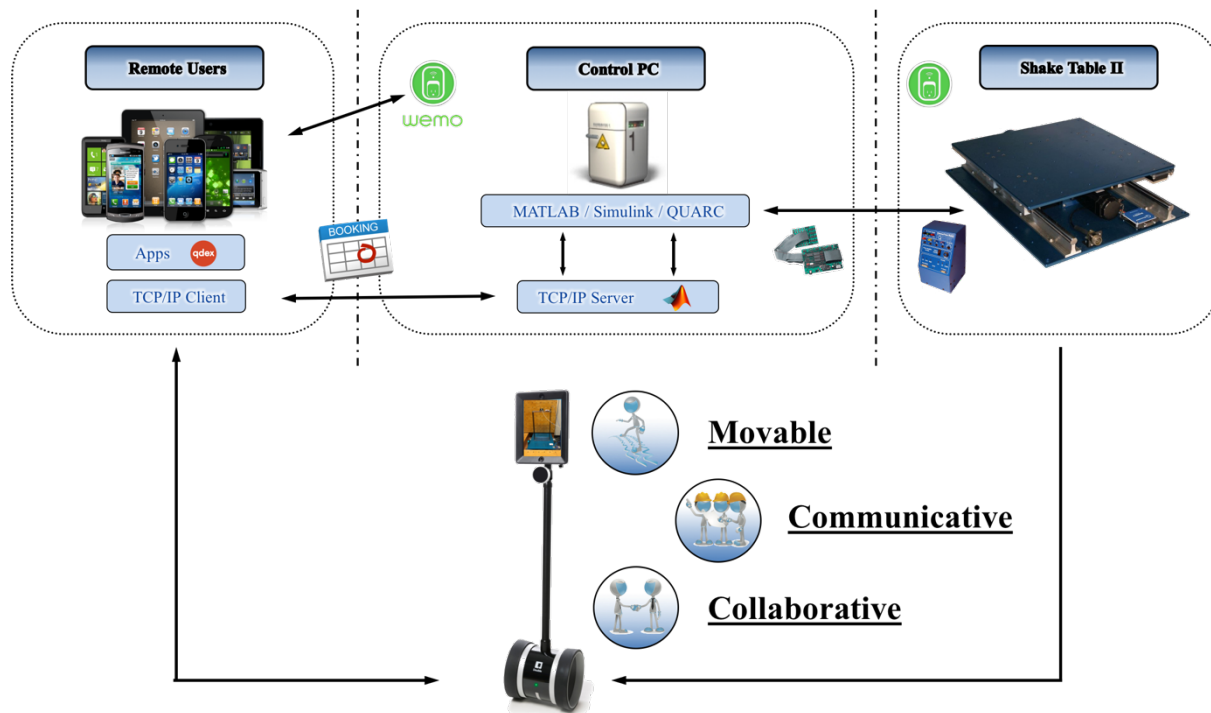 Remote Users
Control PC
Shake Table II
wemo
1
MATLAB / Simulink / QUARC
BOOKING
Apps
qdex
TCP/IP Client
TCP/IP Server
Movable
Communicative
Collaborative